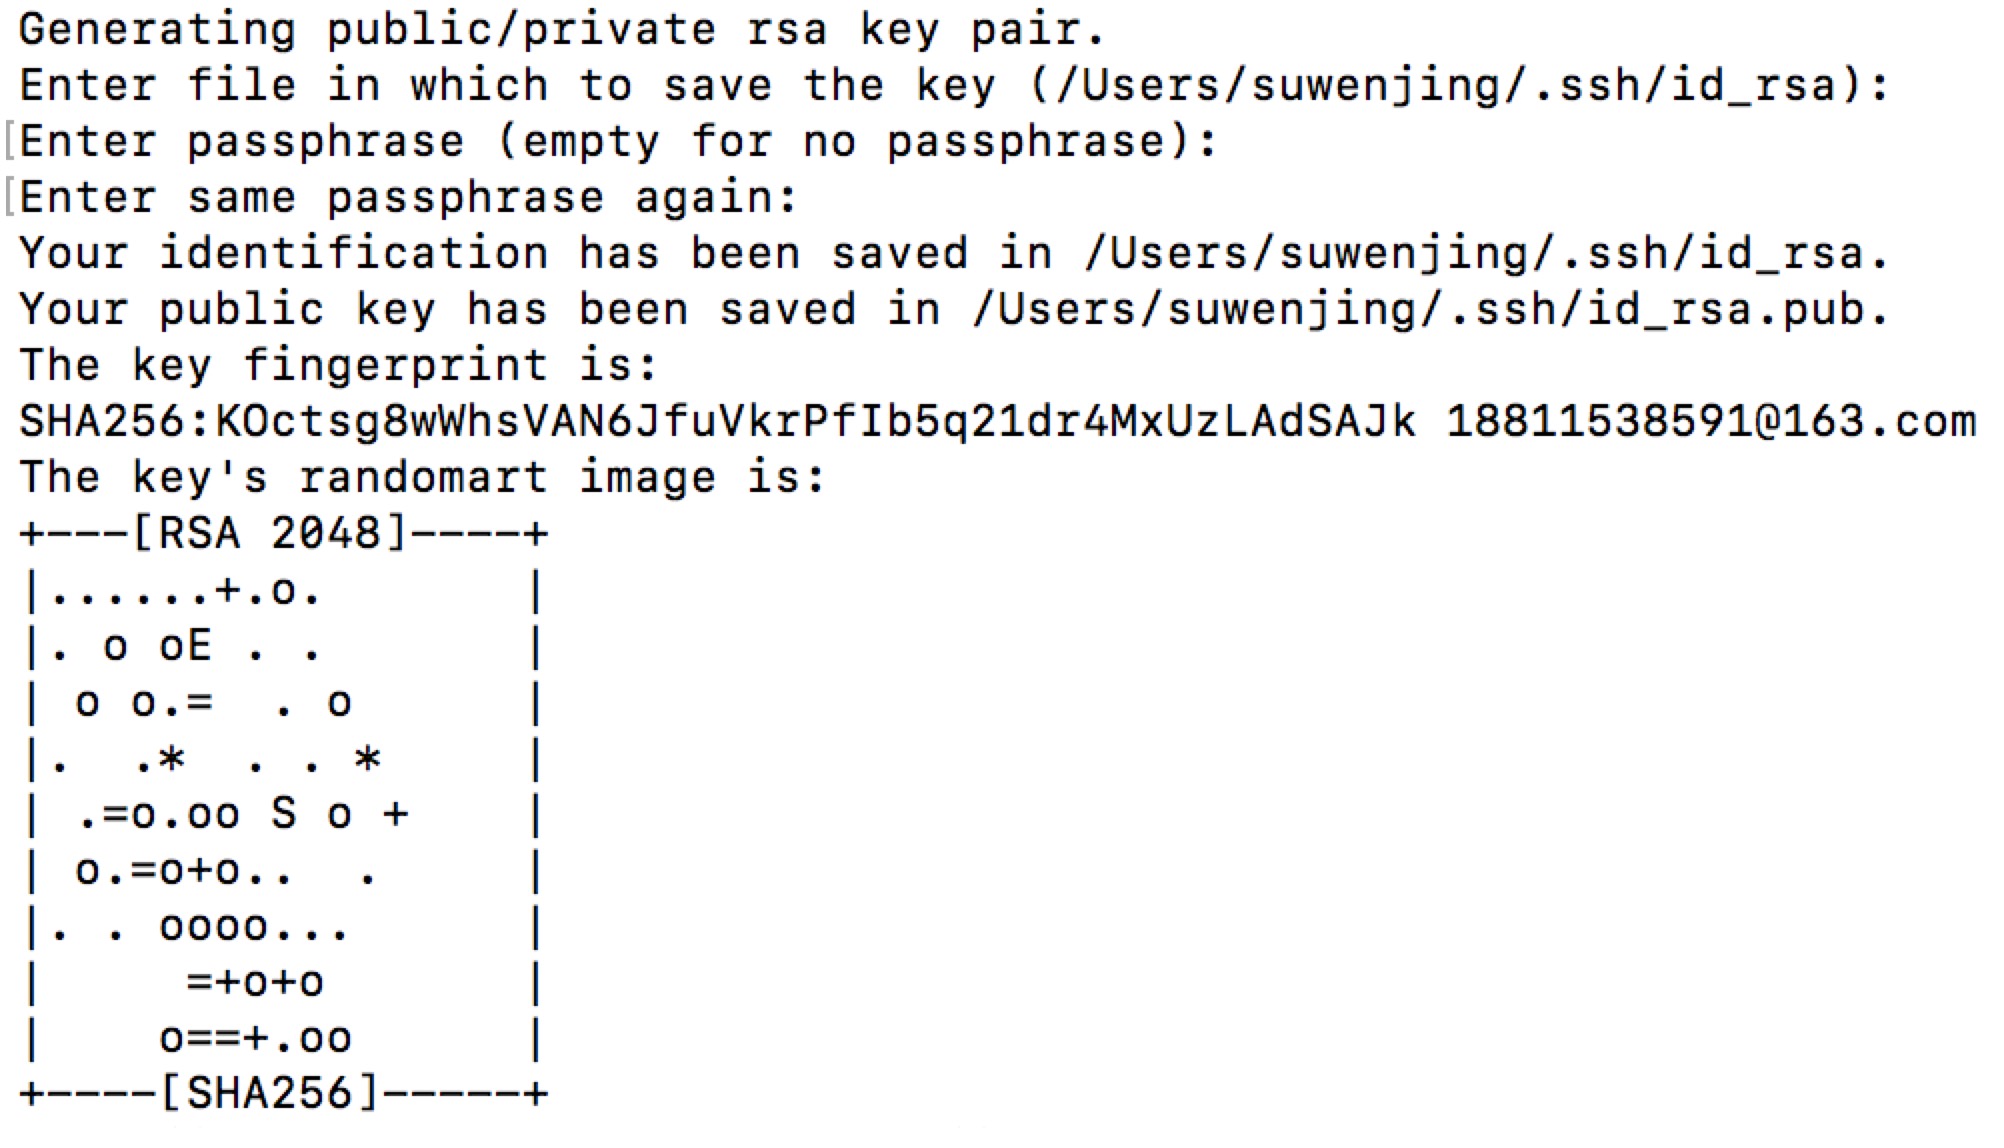 Generating public/private rsa key pair.
Enter file in which to save the key (/Users/suwenjing/.ssh/id_rsa):
[Enter passphrase (empty for no passphrase):
[Enter same passphrase again:
Your identification has been saved in /Users/suwenjing/.ssh/id_rsa.
Your public key has been saved in /Users/suwenjing/.ssh/id_rsa.pub.
The key fingerprint is:
SHA256:KOctsg8wWhsVAN6JfuVkrPfIb5q21dr4MxUzLAdSAJk 18811538591@163.com
The key's randomart image is:
+---[RSA 2048]----+
|......+.o.       |
|. o oE . .       |
| o o.=  . o      |
|.  .*  . . *     |
| .=o.oo S o +    |
| o.=o+o..  .     |
|. . oooo...      |
|     =+o+o       |
|    o==+.oo      |
+----[SHA256]-----+